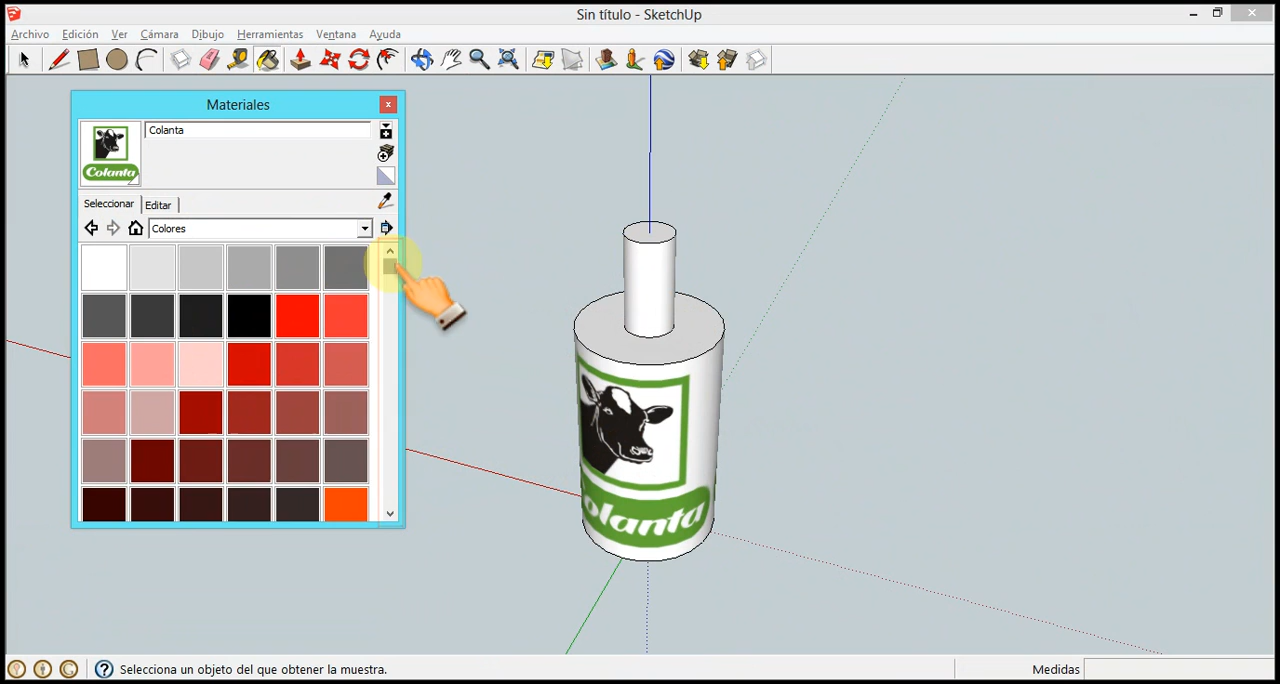 Sin título - SketchUp
Archivo Edición Ver Cámara Dibujo Herramientas Ventana Ayuda
Materiales
Colanta
Colanta
Seleccionar Editar
Colores
Colanta
Selecciona un objeto del que obtener la muestra.
Medidas